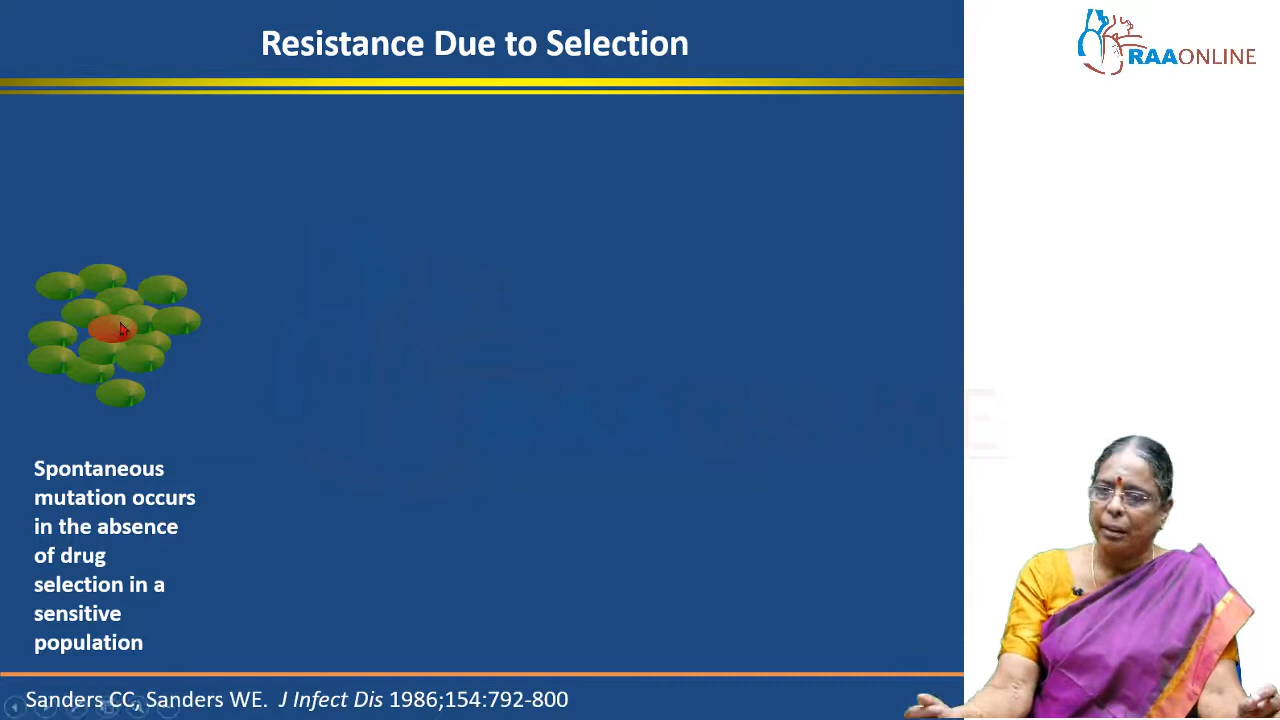 Resistance Due to Selection
RAAONLINE
Spontaneous
mutation occurs
in the absence
of drug
selection in a
sensitive
population
Sanders CC, Sanders WE. J Infect Dis 1986;154:792-800